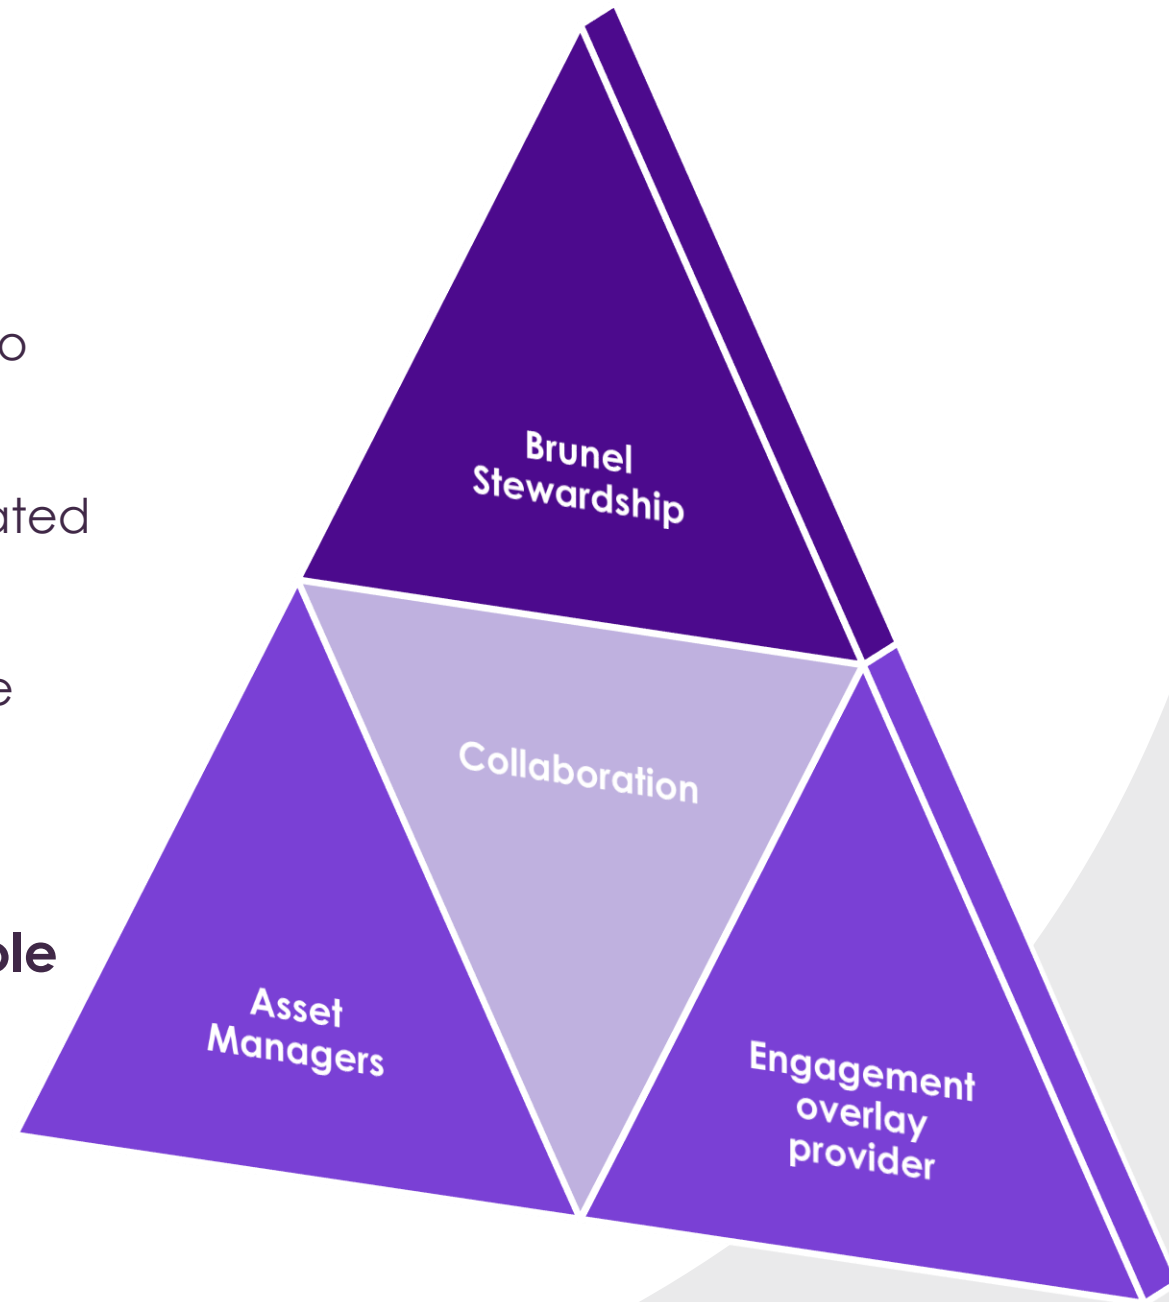 Brunel
Stewardship
Collaboration
Asset
Managers
Engagement
overlay
provider